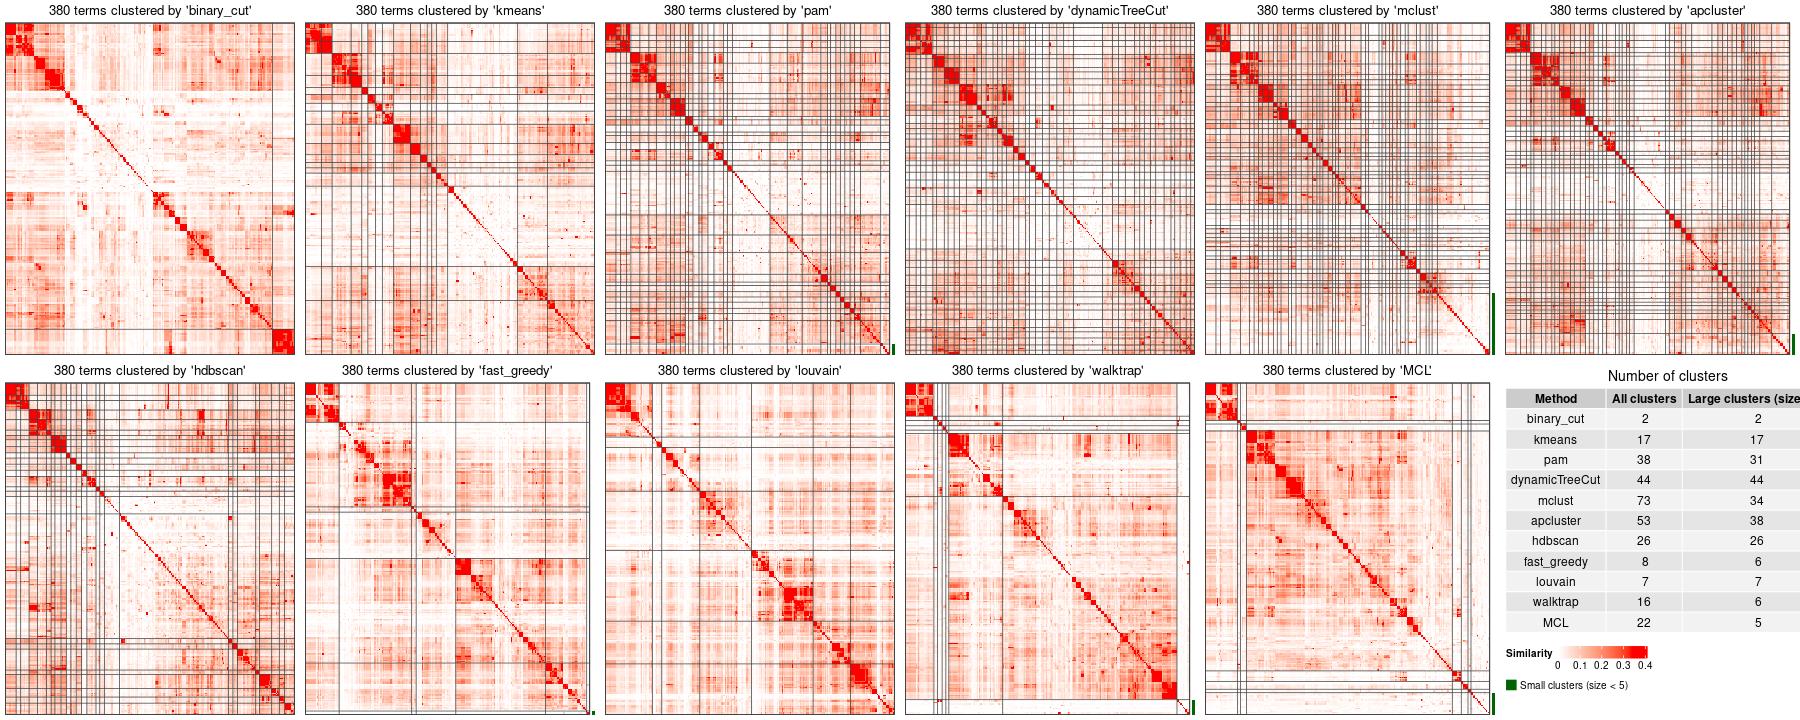 380 terms clustered by 'binary_cut'
380 terms clustered by 'kmeans'
380 terms clustered by 'pam'
380 terms clustered by 'dynamicTreeCut'
380 terms clustered by 'mclust'
380 terms clustered by 'apcluster'
380 terms clustered by 'hdbscan'
380 terms clustered by 'fast_greedy'
380 terms clustered by 'louvain'
380 terms clustered by 'walktrap'
380 terms clustered by 'MCL'
Number of clusters
Method All clusters Large clusters (size
binary_cut 2 2
kmeans 17 17
pam 38 31
dynamicTreeCut 44 44
mclust 73 34
apcluster 53 38
hdbscan 26 26
fast_greedy 8 6
louvain 7 7
walktrap 16 6
MCL 22 5
Similarity
0 0.1 0.2 0.3 0.4
Small clusters (size < 5)